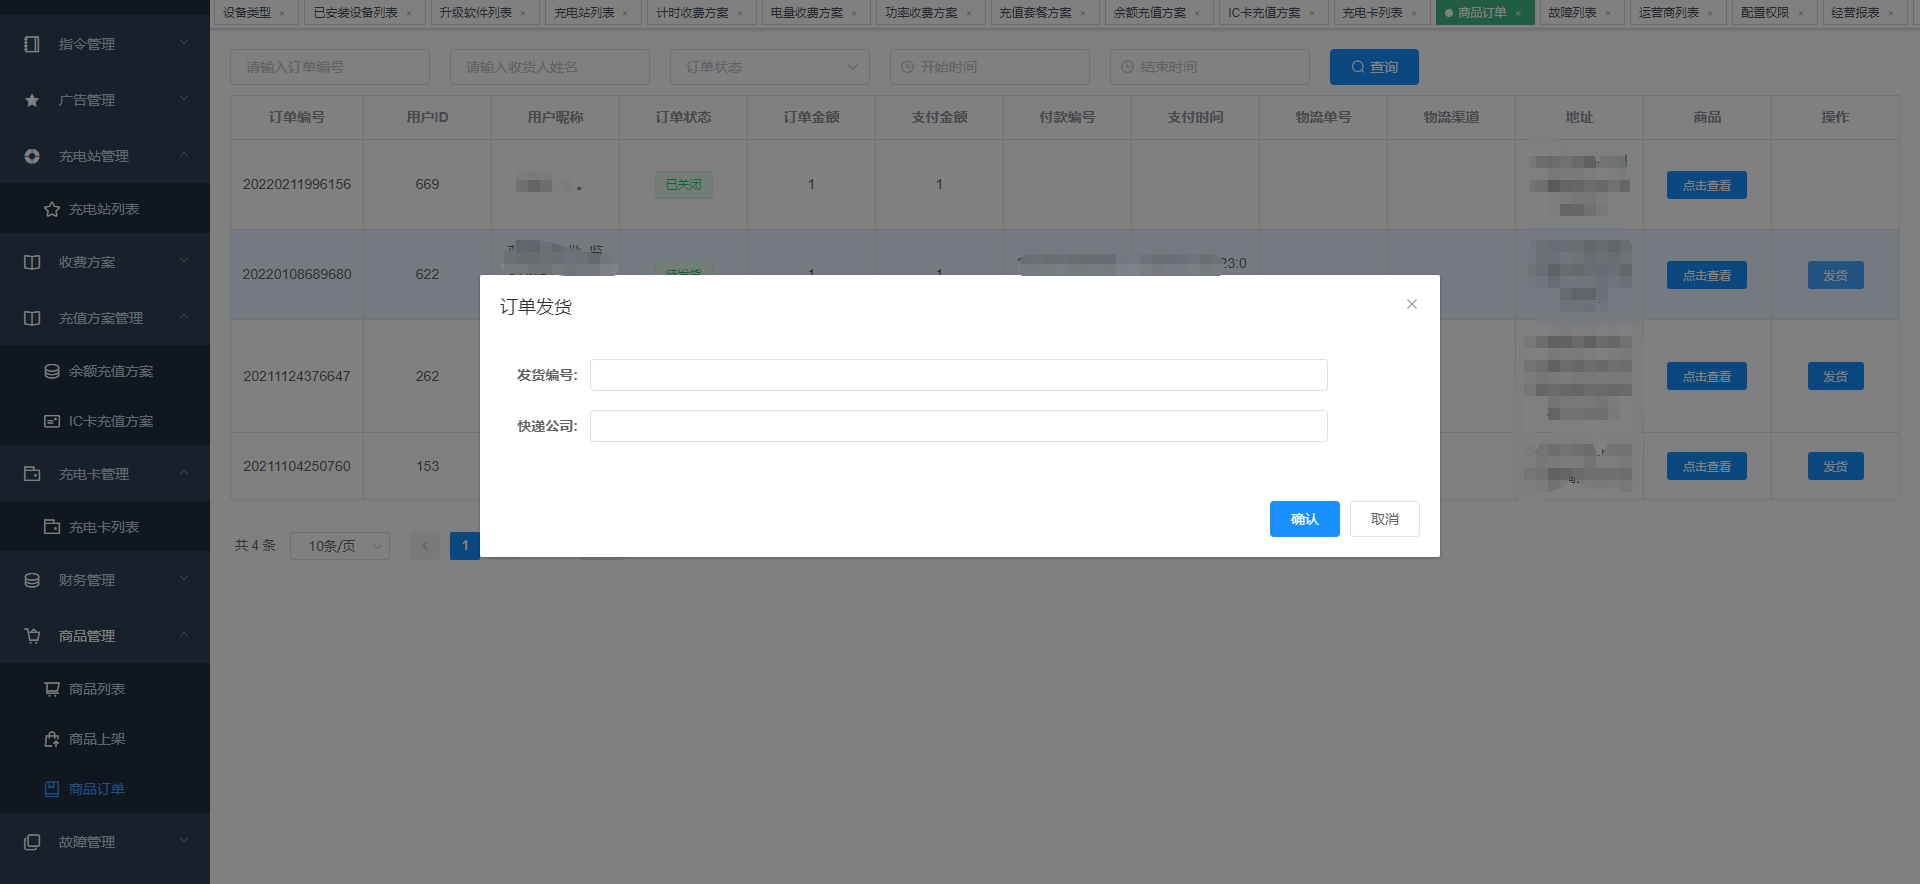 设备类型 ×
已安装设备列表 ×
升级软件列表 ×
充电站列表 ×
计时收费方案 ×
电量收费方案 ×
功率收费方案 ×
充值套餐方案 ×
余额充值方案 ×
IC卡充值方案 ×
充电卡列表 ×
商品订单 ×
故障列表 ×
运营商列表 ×
配置权限 ×
经营报表 ×
指令管理
广告管理
充电站管理
充电站列表
收费方案
充值方案管理
余额充值方案
IC卡充值方案
充电卡管理
充电卡列表
财务管理
商品管理
商品列表
商品上架
商品订单
故障管理
请输入订单编号
请输入收货人姓名
订单状态
开始时间
结束时间
查询
订单编号 用户ID 用户昵称 订单状态 订单金额 支付金额 付款编号 支付时间 物流单号 物流渠道 地址 商品 操作
20220211996156 669 。 已关闭 1 1 点击查看
20220108689680 622 待发货 1 1 23:0 点击查看 发货
20211124376647 262 点击查看 发货
20211104250760 153 点击查看 发货
共 4 条
10条/页
1
订单发货
发货编号:
快递公司:
确认
取消